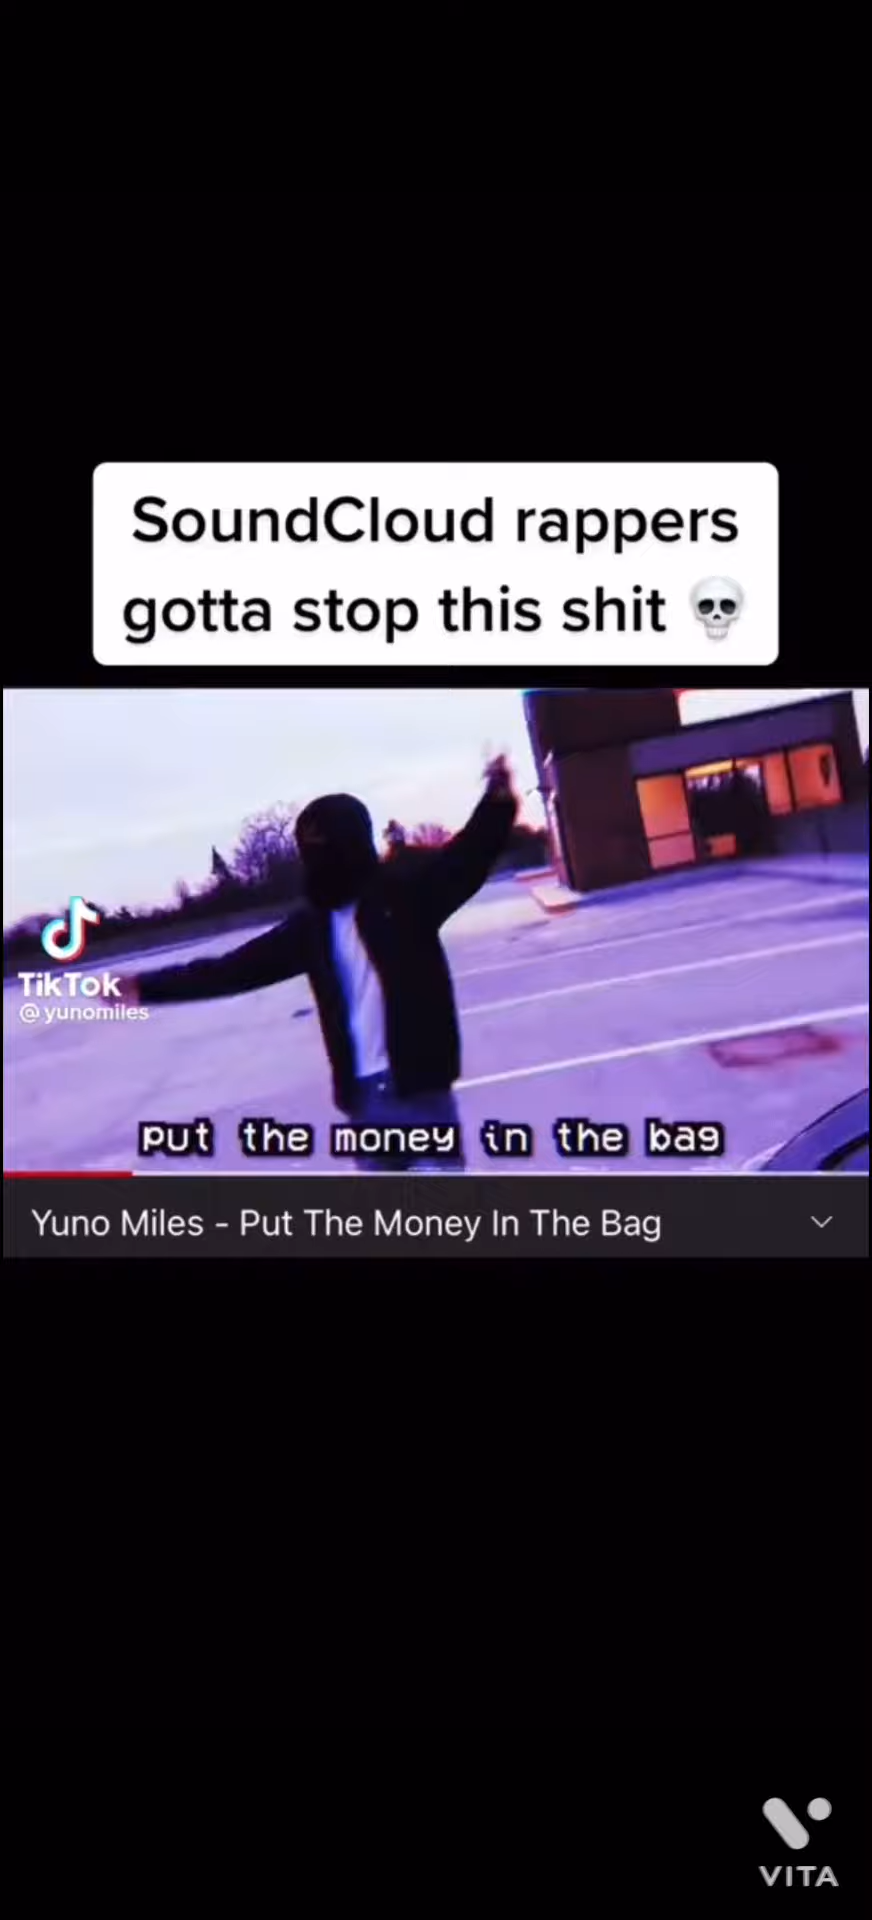 SoundCloud rappers
gotta stop this shit 💀
TikTok
@yunomiles
put the money in the bag
Yuno Miles - Put The Money In The Bag
VITA